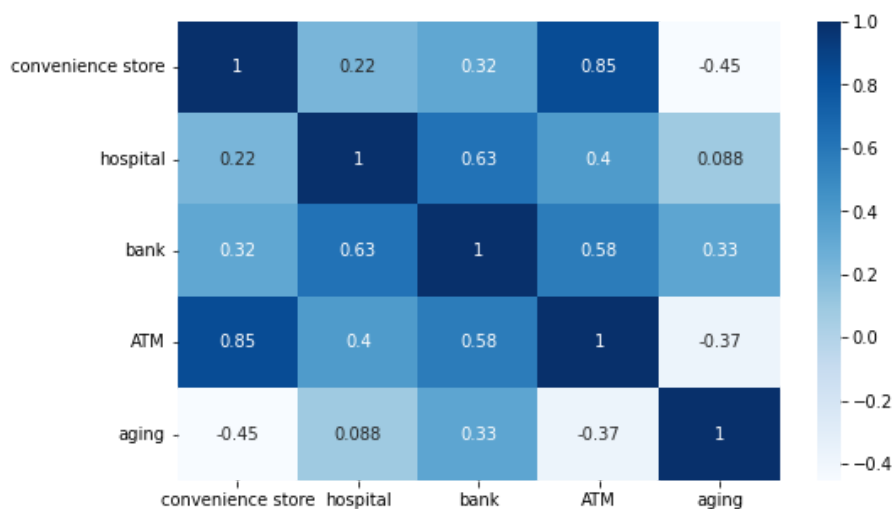 convenience store 1 0.22 0.32 0.85 -0.45
hospital 0.22 1 0.63 0.4 0.088
bank 0.32 0.63 1 0.58 0.33
ATM 0.85 0.4 0.58 1 -0.37
aging -0.45 0.088 0.33 -0.37 1
convenience store hospital bank ATM aging
1.0
0.8
0.6
0.4
0.2
0.0
−0.2
−0.4